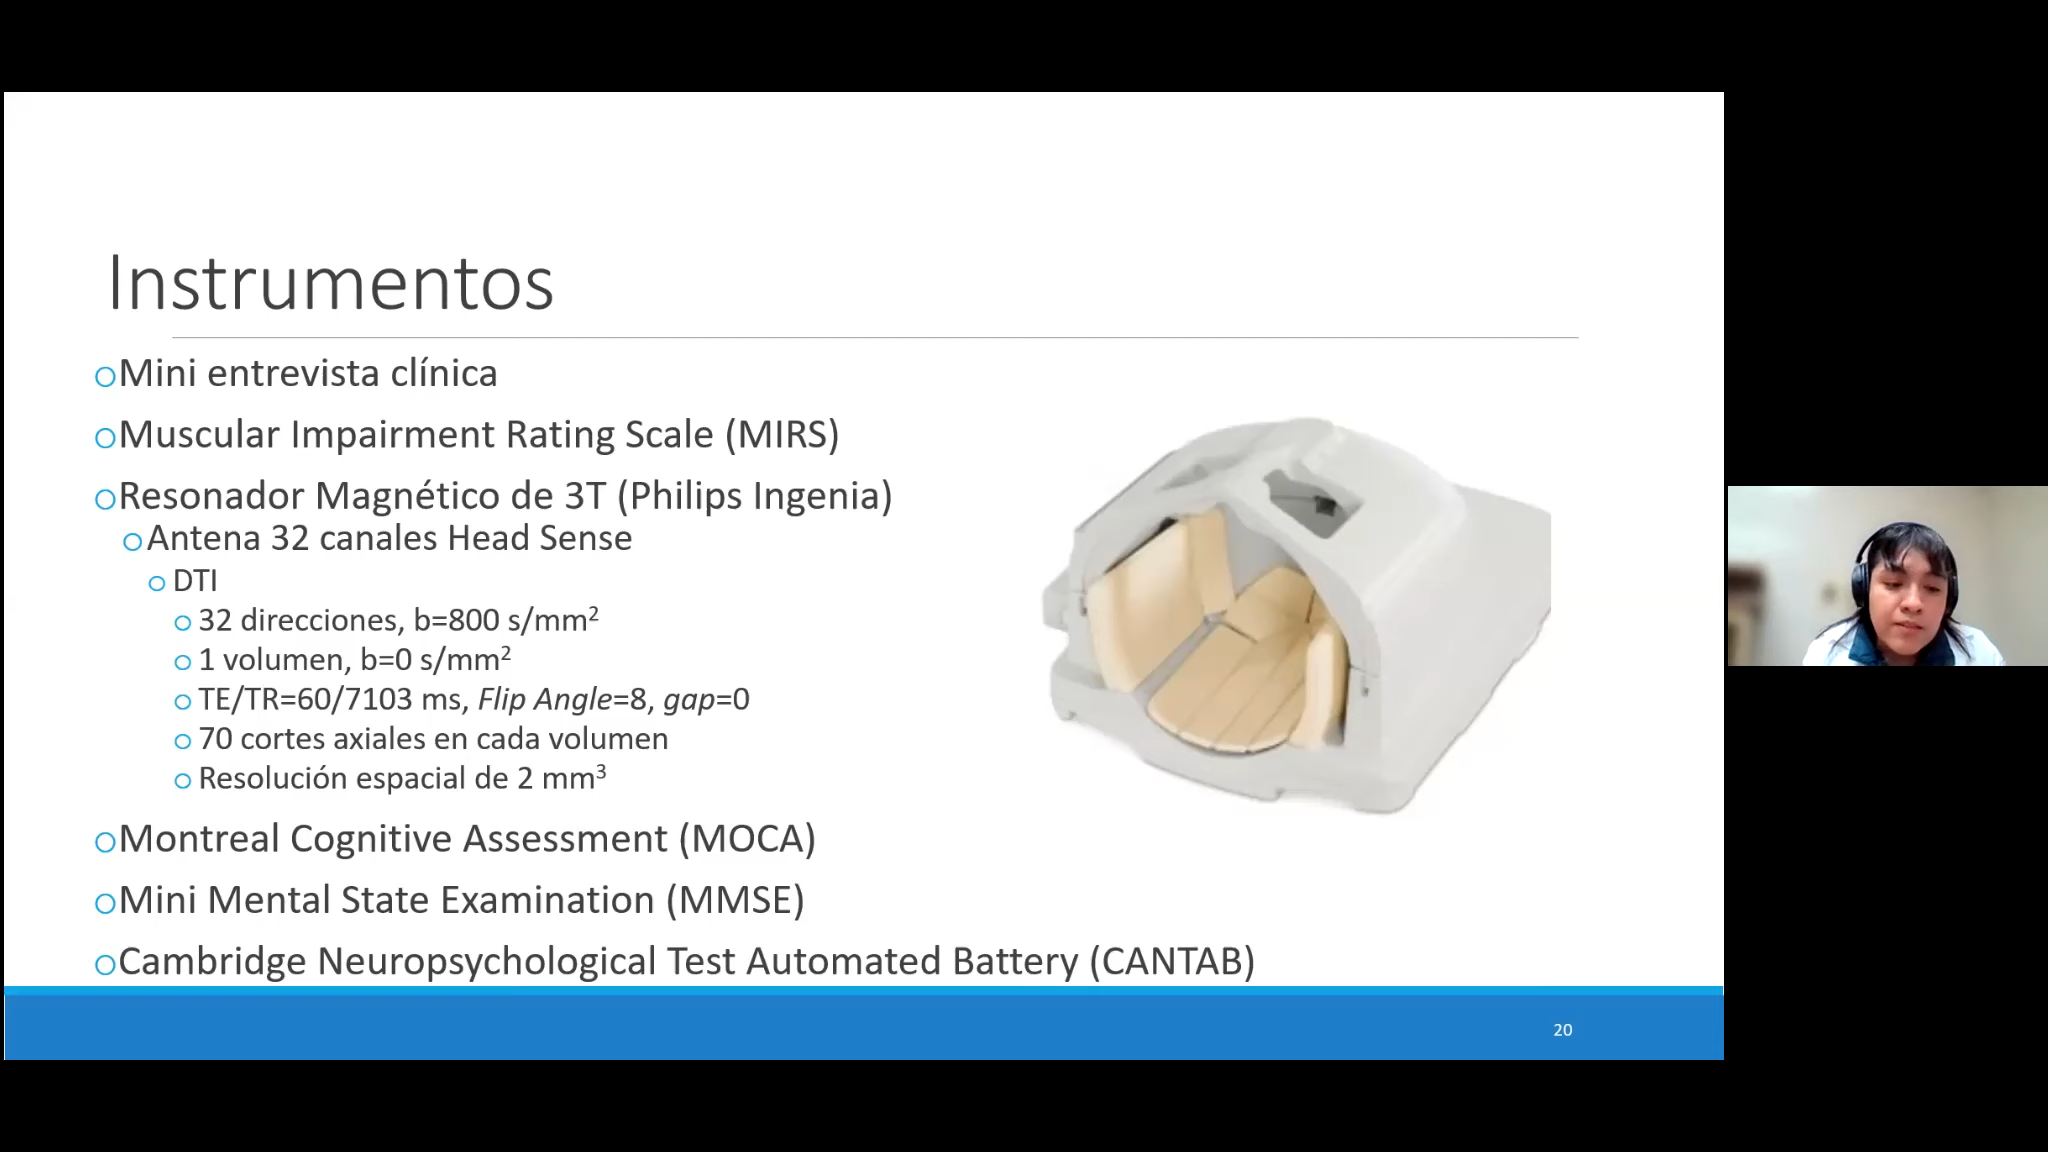 Instrumentos
Mini entrevista clínica
Muscular Impairment Rating Scale (MIRS)
Resonador Magnético de 3T (Philips Ingenia)
Antena 32 canales Head Sense
DTI
32 direcciones, b=800 s/mm²
1 volumen, b=0 s/mm²
TE/TR=60/7103 ms, Flip Angle=8, gap=0
70 cortes axiales en cada volumen
Resolución espacial de 2 mm³
Montreal Cognitive Assessment (MOCA)
Mini Mental State Examination (MMSE)
Cambridge Neuropsychological Test Automated Battery (CANTAB)
20